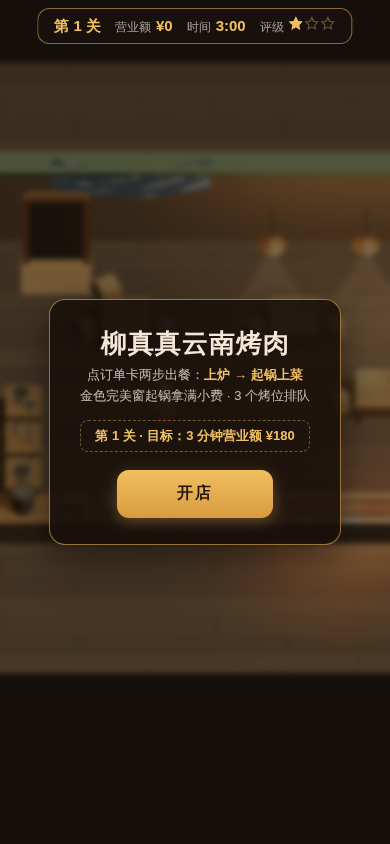 第 1 关 营业额 ¥0 时间 3:00 评级
柳真真云南烤肉
点订单卡两步出餐：上炉 → 起锅上菜
金色完美窗起锅拿满小费 · 3 个烤位排队
第 1 关 · 目标：3 分钟营业额 ¥180
开店